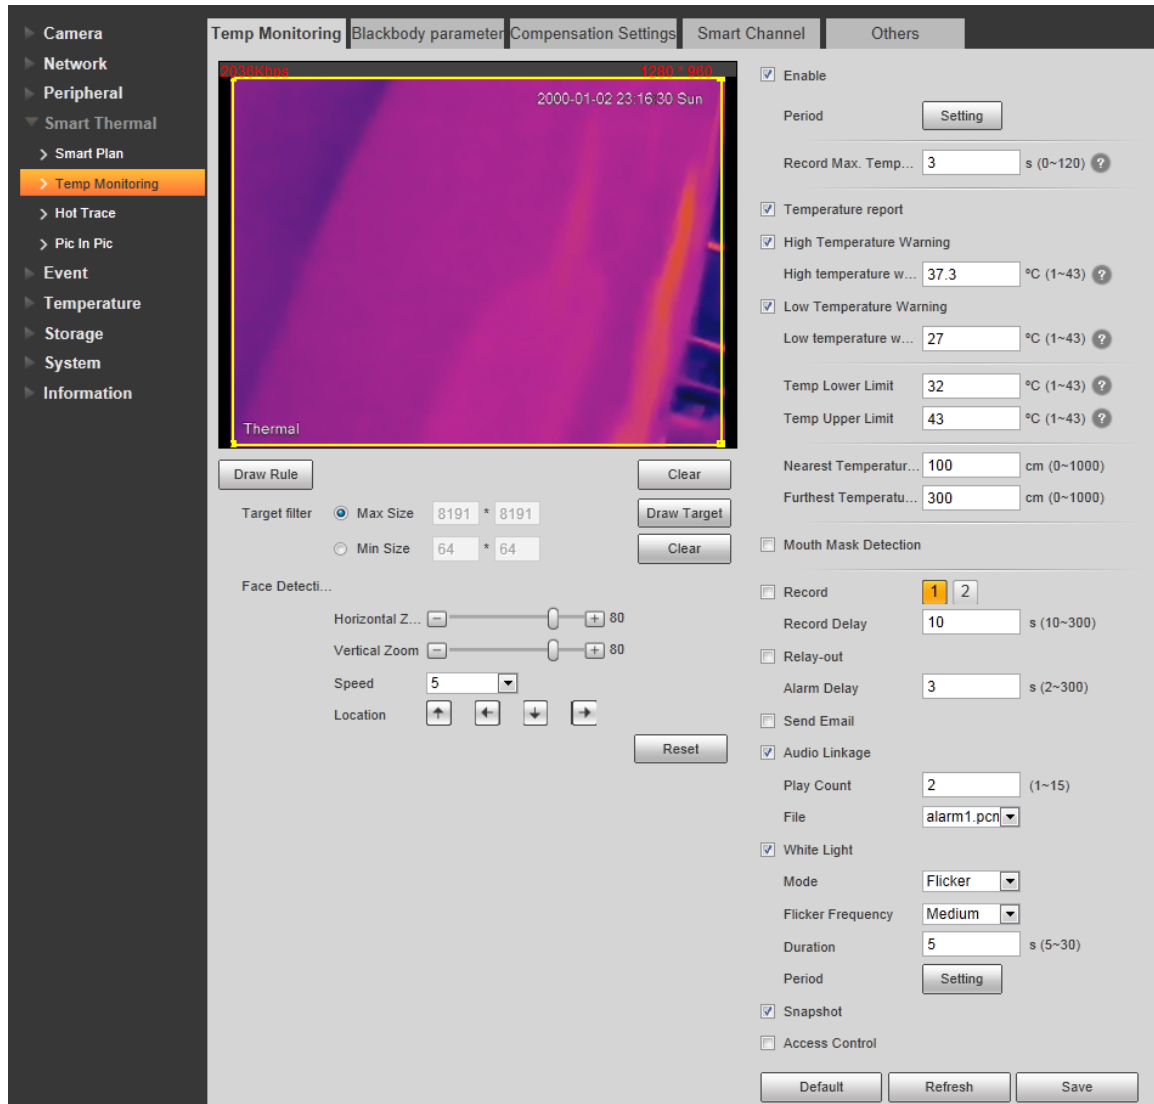 Camera
Network
Peripheral
Smart Thermal
Smart Plan
Temp Monitoring
Hot Trace
Pic In Pic
Event
Temperature
Storage
System
Information
Temp Monitoring Blackbody parameter Compensation Settings Smart Channel Others
2036Kbps 1280 * 960
2000-01-02 23:16:30 Sun
Thermal
Draw Rule Clear
Target filter Max Size 8191 * 8191 Draw Target
Min Size 64 * 64 Clear
Face Detecti...
Horizontal Z... 80
Vertical Zoom 80
Speed 5
Location
Reset
Enable
Period Setting
Record Max. Temp... 3 s (0~120) ?
Temperature report
High Temperature Warning
High temperature w... 37.3 °C (1~43) ?
Low Temperature Warning
Low temperature w... 27 °C (1~43) ?
Temp Lower Limit 32 °C (1~43) ?
Temp Upper Limit 43 °C (1~43) ?
Nearest Temperatur... 100 cm (0~1000)
Furthest Temperatu... 300 cm (0~1000)
Mouth Mask Detection
Record 1 2
Record Delay 10 s (10~300)
Relay-out
Alarm Delay 3 s (2~300)
Send Email
Audio Linkage
Play Count 2 (1~15)
File alarm1.pcn
White Light
Mode Flicker
Flicker Frequency Medium
Duration 5 s (5~30)
Period Setting
Snapshot
Access Control
Default Refresh Save